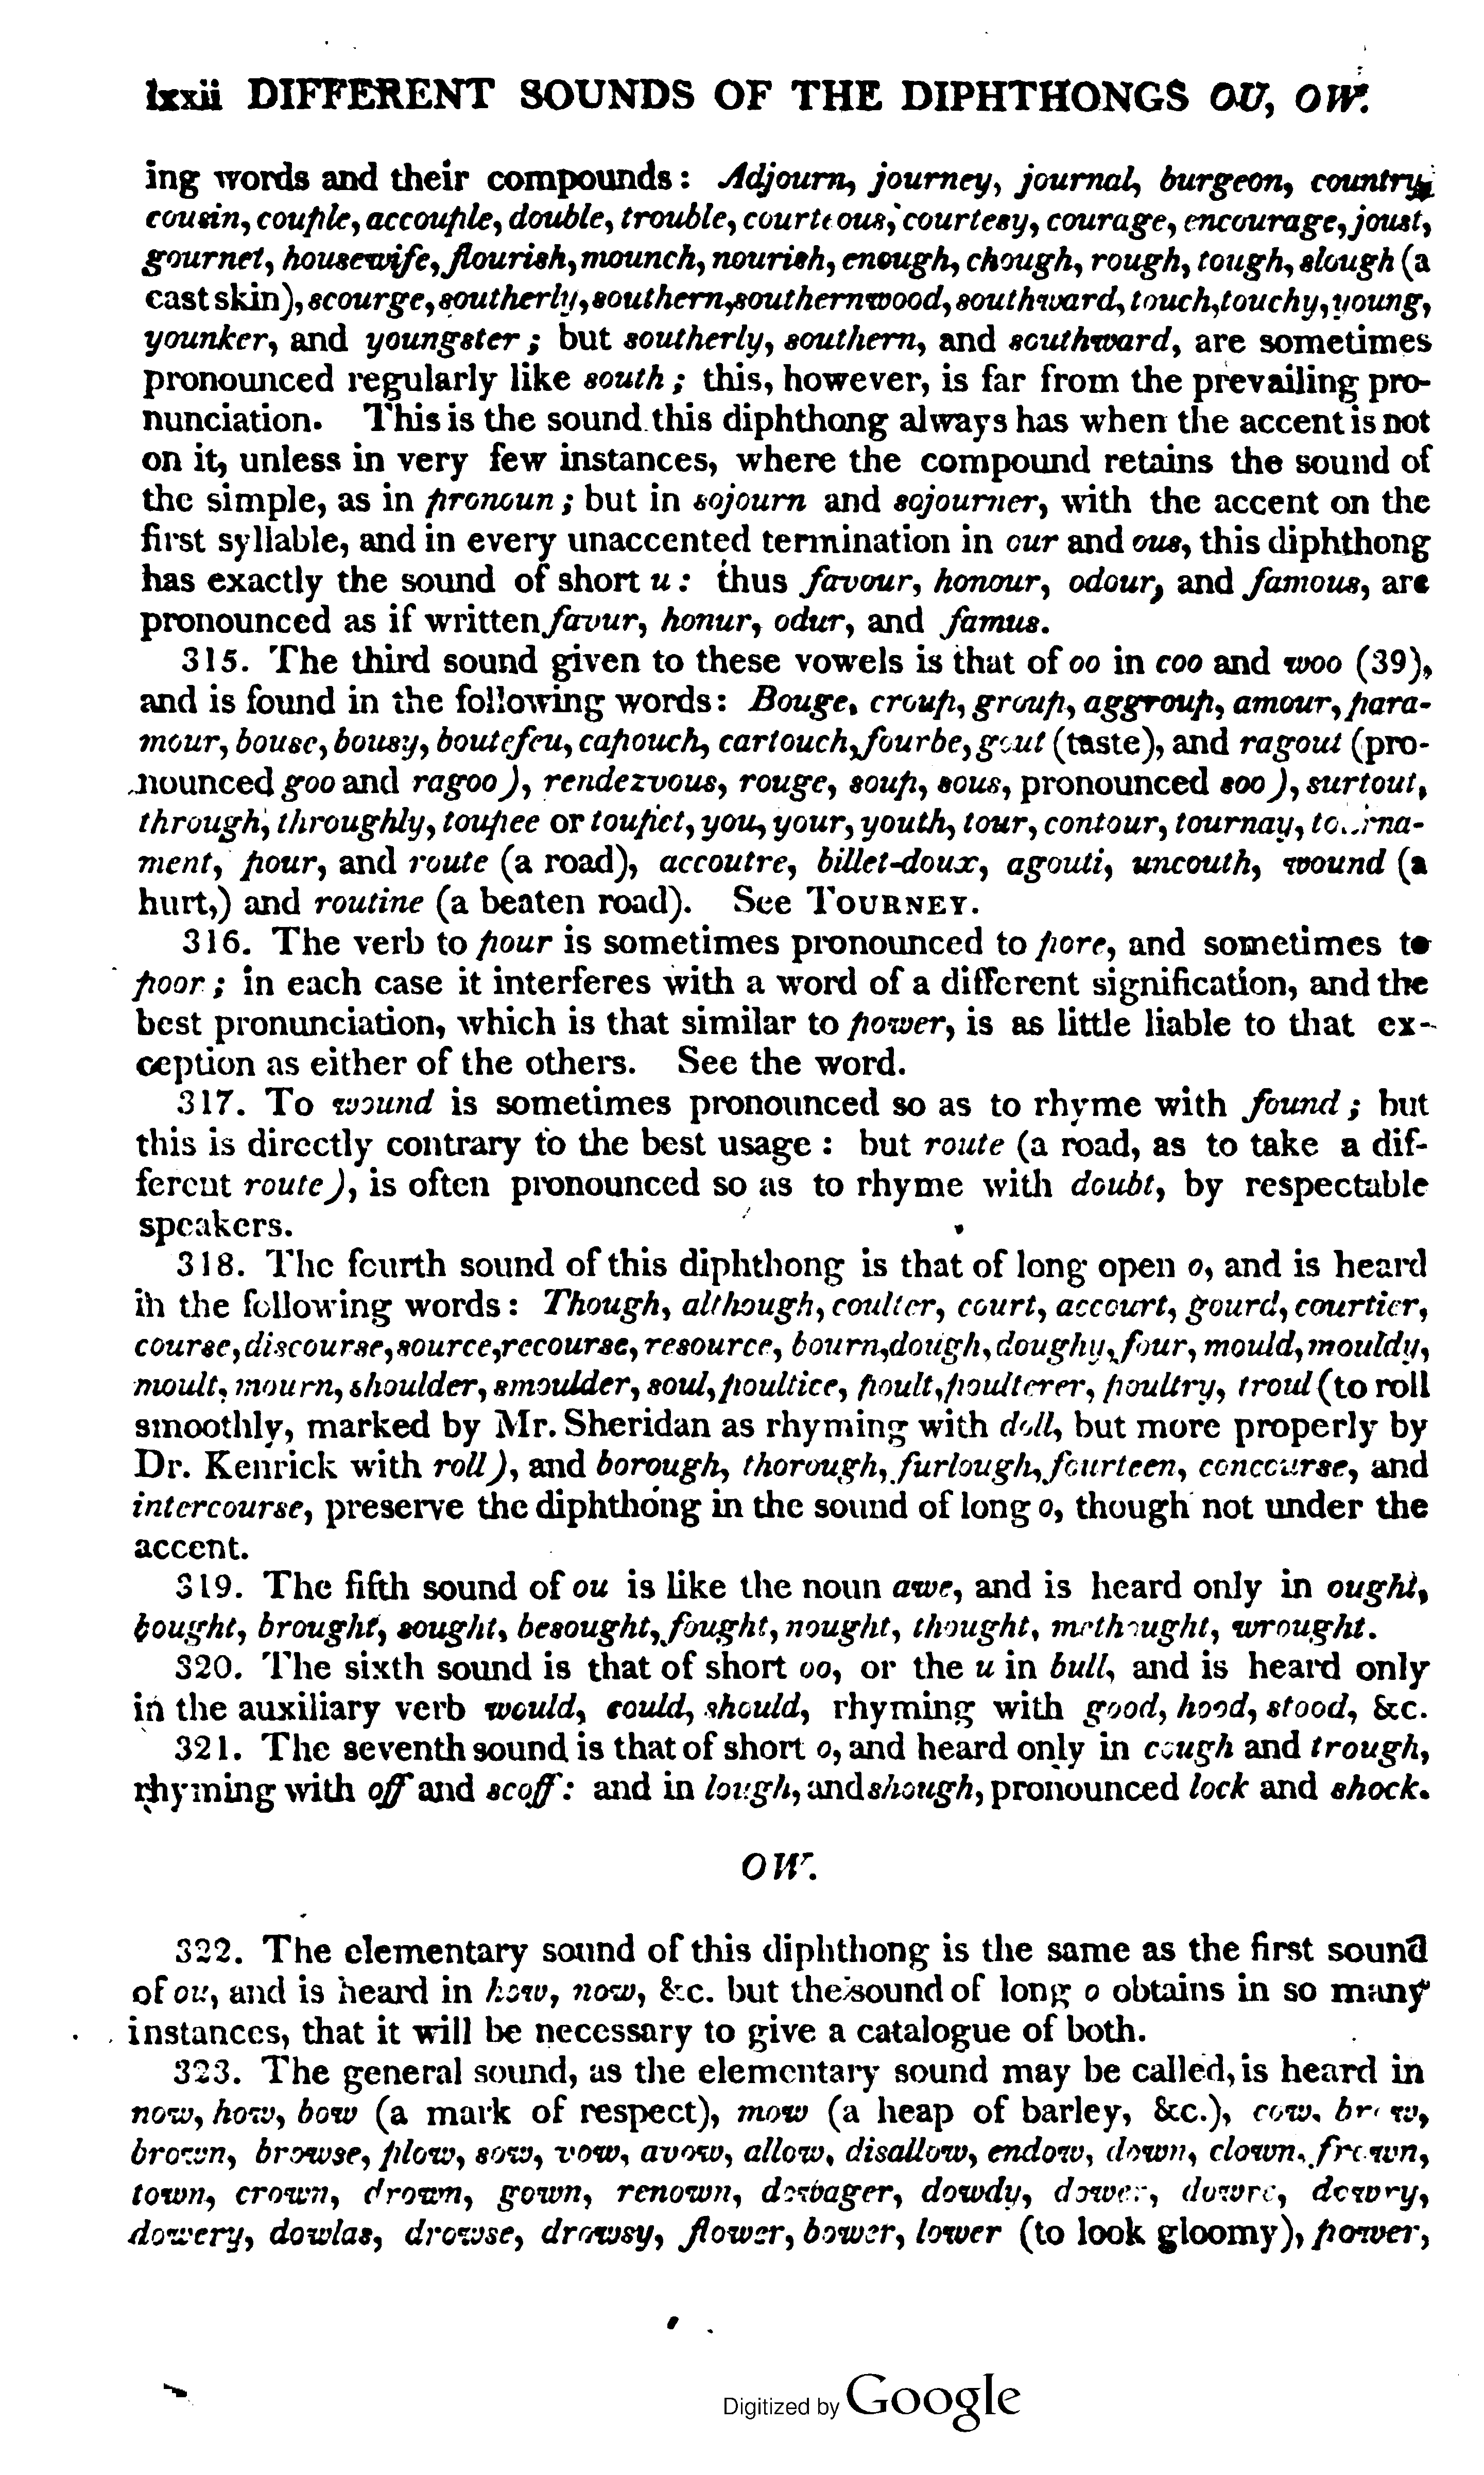 lxxii DIFFERENT SOUNDS OF THE DIPHTHONGS OU, OW.
ing words and their compounds: Adjourn, journey, journal, burgeon, country,
cousin, couple, accouple, double, trouble, courteous, courtesy, courage, encourage, joust,
gournet, housewife, flourish, mounch, nourish, enough, chough, rough, tough, slough (a
cast skin), scourge, southerly, southern, southernwood, southward, touch, touchy, young,
younker, and youngster; but southerly, southern, and southward, are sometimes
pronounced regularly like south; this, however, is far from the prevailing pro-
nunciation. This is the sound this diphthong always has when the accent is not
on it, unless in very few instances, where the compound retains the sound of
the simple, as in pronoun; but in sojourn and sojourner, with the accent on the
first syllable, and in every unaccented termination in our and ous, this diphthong
has exactly the sound of short u: thus favour, honour, odour, and famous, are
pronounced as if written favur, honur, odur, and famus.
315. The third sound given to these vowels is that of oo in coo and woo (39),
and is found in the following words: Bouge, croup, group, aggroup, amour, para-
mour, bouse, bousy, boutefeu, capouch, cartouch, fourbe, gout (taste), and ragout (pro-
nounced goo and ragoo), rendezvous, rouge, soup, sous, pronounced soo), surtout,
through, throughly, toupee or toupict, you, your, youth, tour, contour, tournay, tourna-
ment, pour, and route (a road), accoutre, billet-doux, agouti, uncouth, wound (a
hurt,) and routine (a beaten road). See TOURNEY.
316. The verb to pour is sometimes pronounced to pore, and sometimes to
poor; in each case it interferes with a word of a different signification, and the
best pronunciation, which is that similar to power, is as little liable to that ex-
ception as either of the others. See the word.
317. To wound is sometimes pronounced so as to rhyme with found; but
this is directly contrary to the best usage: but route (a road, as to take a dif-
ferent route), is often pronounced so as to rhyme with doubt, by respectable
speakers.
318. The fourth sound of this diphthong is that of long open o, and is heard
in the following words: Though, although, coulter, court, accourt, gourd, courtier,
course, discourse, source, recourse, resource, bourn, dough, doughy, four, mould, mouldy,
moult, mourn, shoulder, smoulder, soul, poultice, poult, poulterer, poultry, troul (to roll
smoothly, marked by Mr. Sheridan as rhyming with doll, but more properly by
Dr. Kenrick with roll), and borough, thorough, furlough, fourteen, concourse, and
intercourse, preserve the diphthong in the sound of long o, though not under the
accent.
319. The fifth sound of ou is like the noun awe, and is heard only in ought,
bought, brought, sought, besought, fought, nought, thought, methought, wrought.
320. The sixth sound is that of short oo, or the u in bull, and is heard only
in the auxiliary verb would, could, should, rhyming with good, hood, stood, &c.
321. The seventh sound is that of short o, and heard only in cough and trough,
rhyming with off and scoff: and in lough, and shough, pronounced lock and shock.
OW.
322. The elementary sound of this diphthong is the same as the first sound
of ou, and is heard in how, now, &c. but the sound of long o obtains in so many
instances, that it will be necessary to give a catalogue of both.
323. The general sound, as the elementary sound may be called, is heard in
now, how, bow (a mark of respect), mow (a heap of barley, &c.), cow, brow,
brown, browse, plow, sow, vow, avow, allow, disallow, endow, down, clown, frown,
town, crown, drown, gown, renown, dowager, dowdy, dower, dowre, dowry,
dowery, dowlas, drowse, drowsy, flower, bower, lower (to look gloomy), power,
Digitized by Google